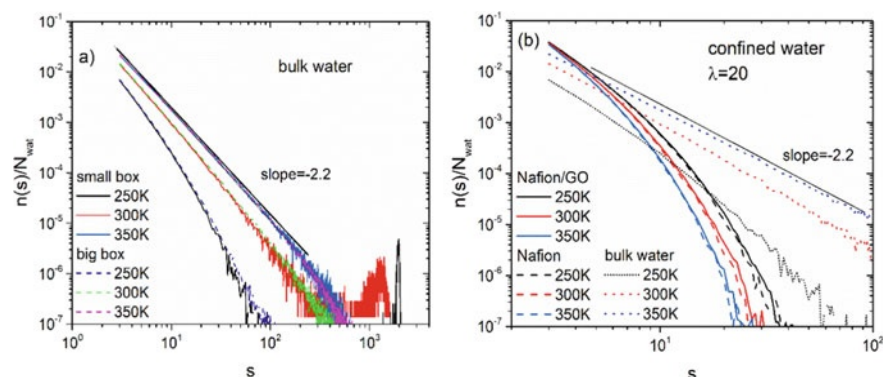 a)
bulk water
n(s)/N_wat
10^-1
10^-2
10^-3
10^-4
10^-5
10^-6
10^-7
slope=-2.2
small box
250K
300K
350K
big box
250K
300K
350K
10^0
10^1
10^2
10^3
s
(b)
confined water
λ=20
n(s)/N_wat
10^-1
10^-2
10^-3
10^-4
10^-5
10^-6
10^-7
slope=-2.2
Nafion/GO
250K
300K
350K
Nafion
250K
300K
350K
bulk water
250K
300K
350K
10^1
10^2
s